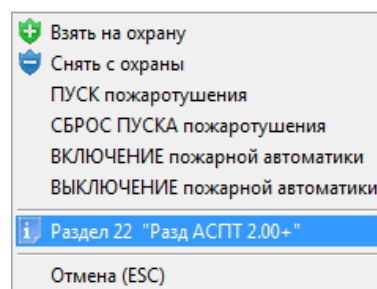 Взять на охрану
Снять с охраны
ПУСК пожаротушения
СБРОС ПУСКА пожаротушения
ВКЛЮЧЕНИЕ пожарной автоматики
ВЫКЛЮЧЕНИЕ пожарной автоматики
Раздел 22 "Разд АСПТ 2.00+"
Отмена (ESC)